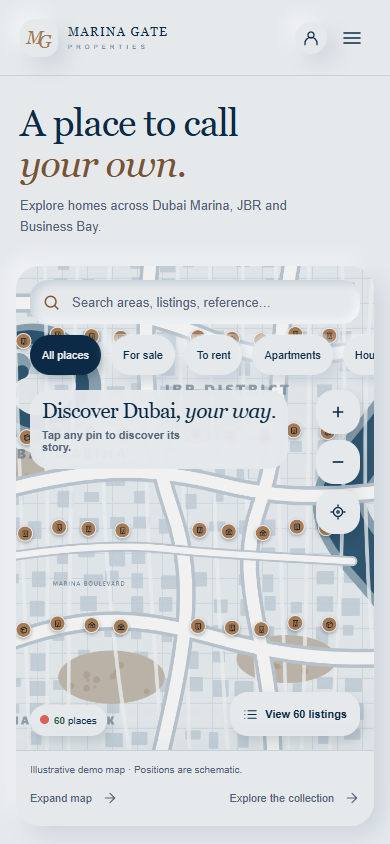 MG
MARINA GATE
PROPERTIES
A place to call
your own.
Explore homes across Dubai Marina, JBR and
Business Bay.
Search areas, listings, reference...
All places
For sale
To rent
Apartments
Hou
JBR DISTRICT
Discover Dubai, your way.
Tap any pin to discover its
story.
MARINA BOULEVARD
60 places
View 60 listings
Illustrative demo map · Positions are schematic.
Expand map
Explore the collection